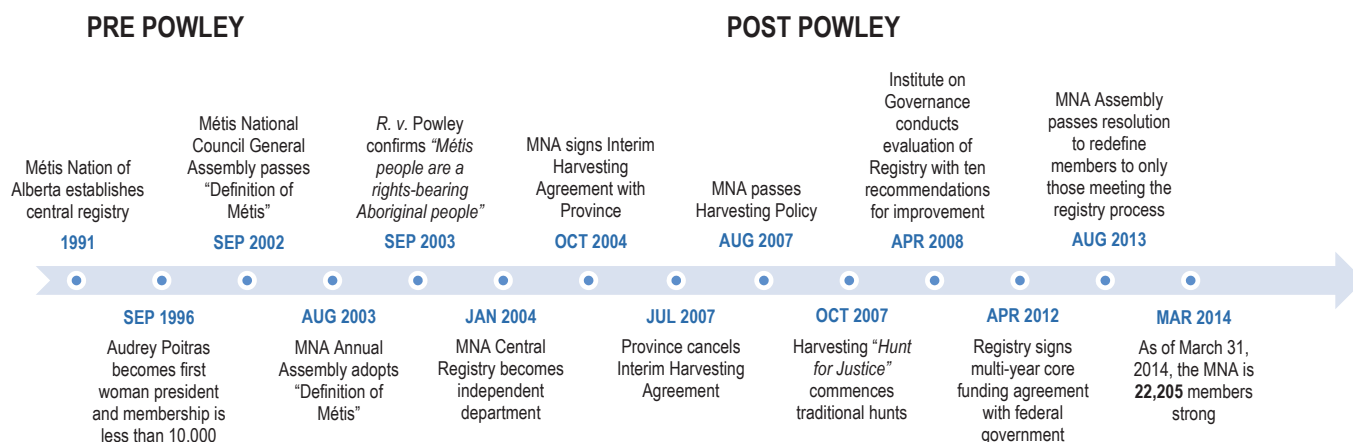 PRE POWLEY
POST POWLEY
Métis Nation of
Alberta establishes
central registry
1991
SEP 1996
Audrey Poitras
becomes first
woman president
and membership is
less than 10,000
Métis National
Council General
Assembly passes
“Definition of
Métis”
SEP 2002
AUG 2003
MNA Annual
Assembly adopts
“Definition of
Métis”
R. v. Powley
confirms “Métis
people are a
rights-bearing
Aboriginal people”
SEP 2003
JAN 2004
MNA Central
Registry becomes
independent
department
MNA signs Interim
Harvesting
Agreement with
Province
OCT 2004
JUL 2007
Province cancels
Interim Harvesting
Agreement
MNA passes
Harvesting Policy
AUG 2007
OCT 2007
Harvesting “Hunt
for Justice”
commences
traditional hunts
Institute on
Governance
conducts
evaluation of
Registry with ten
recommendations
for improvement
APR 2008
APR 2012
Registry signs
multi-year core
funding agreement
with federal
government
MNA Assembly
passes resolution
to redefine
members to only
those meeting the
registry process
AUG 2013
MAR 2014
As of March 31,
2014, the MNA is
22,205 members
strong